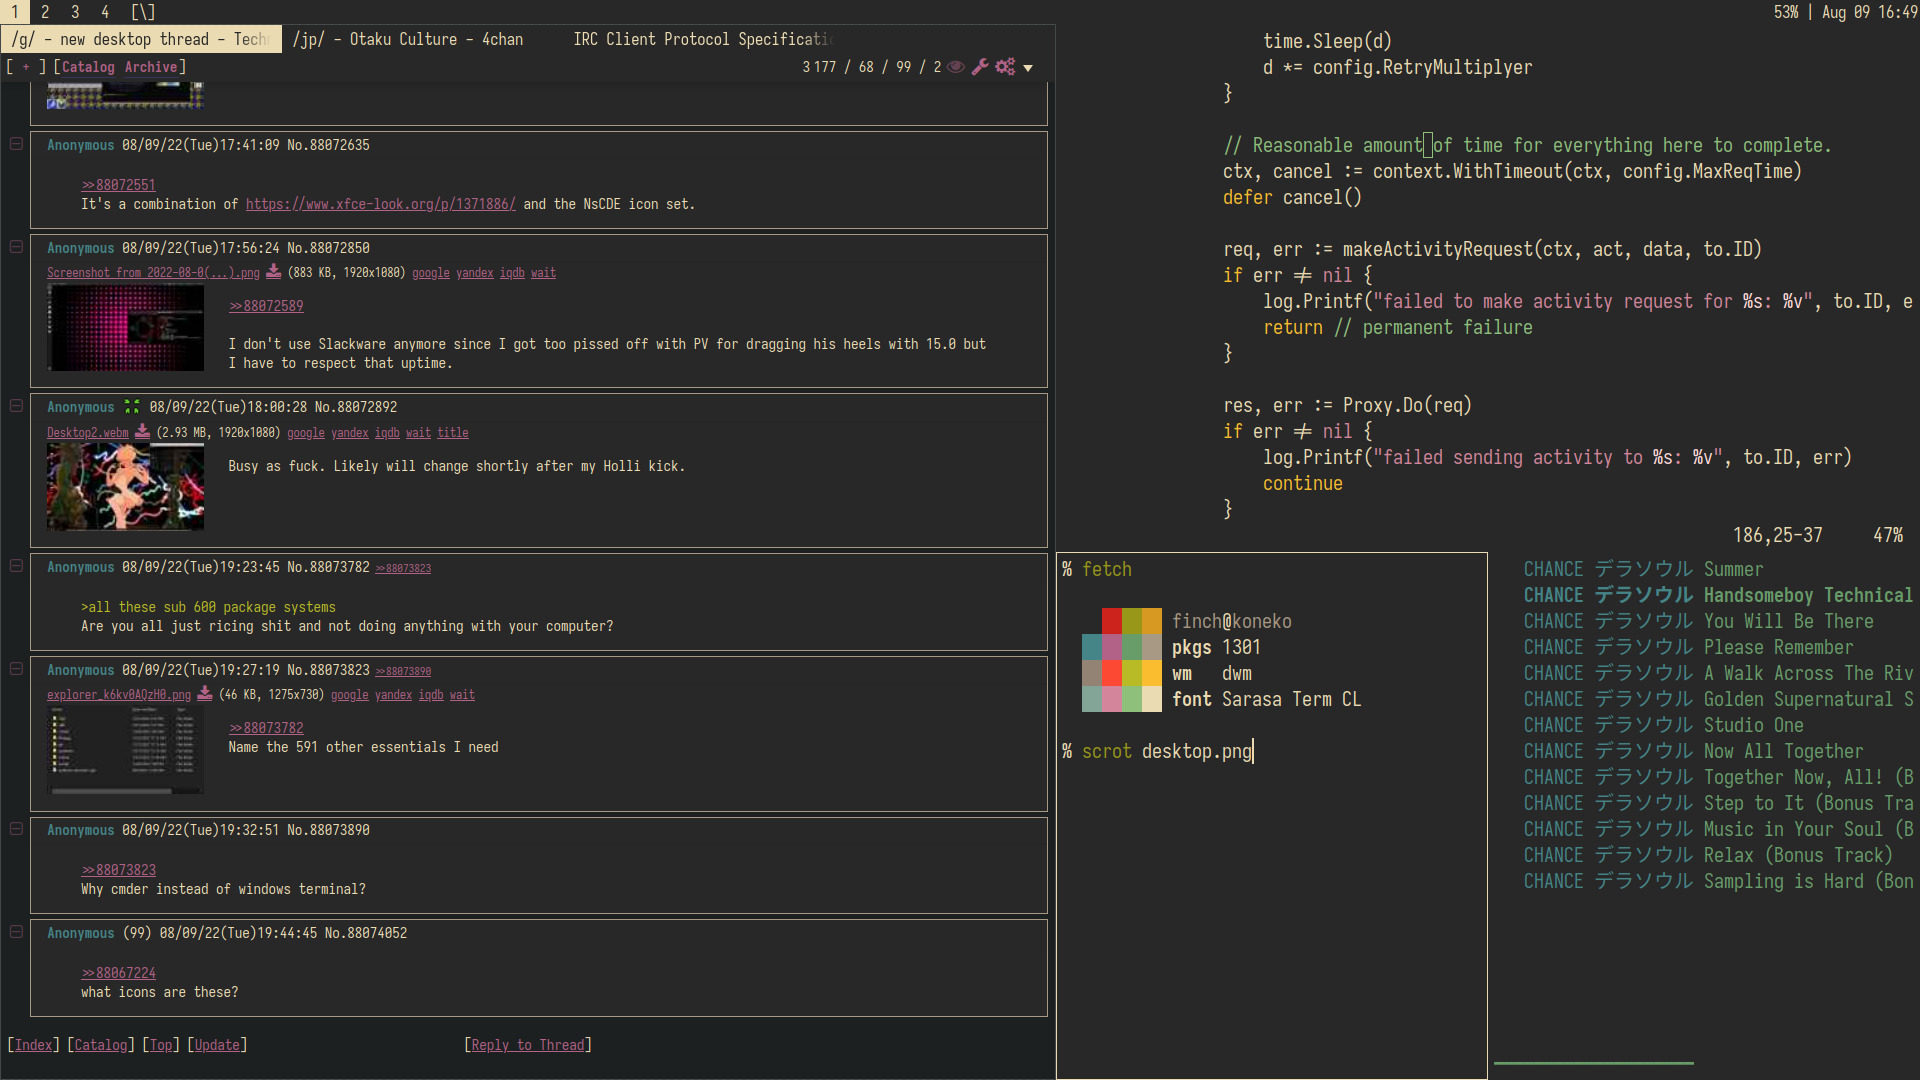 1 2 3 4 [\] 53% | Aug 09 16:49
/g/ - new desktop thread - Tech /jp/ - Otaku Culture - 4chan IRC Client Protocol Specificati
[ + ] [Catalog Archive] 3 177 / 68 / 99 / 2
Anonymous 08/09/22(Tue)17:41:09 No.88072635
>>88072551
It's a combination of https://www.xfce-look.org/p/1371886/ and the NsCDE icon set.
Anonymous 08/09/22(Tue)17:56:24 No.88072850
Screenshot from 2022-08-0(...).png (883 KB, 1920x1080) google yandex iqdb wait
>>88072589
I don't use Slackware anymore since I got too pissed off with PV for dragging his heels with 15.0 but
I have to respect that uptime.
Anonymous 08/09/22(Tue)18:00:28 No.88072892
Desktop2.webm (2.93 MB, 1920x1080) google yandex iqdb wait title
Busy as fuck. Likely will change shortly after my Holli kick.
Anonymous 08/09/22(Tue)19:23:45 No.88073782 >>88073823
>all these sub 600 package systems
Are you all just ricing shit and not doing anything with your computer?
Anonymous 08/09/22(Tue)19:27:19 No.88073823 >>88073890
explorer_k6kv0AQzH0.png (46 KB, 1275x730) google yandex iqdb wait
>>88073782
Name the 591 other essentials I need
Anonymous 08/09/22(Tue)19:32:51 No.88073890
>>88073823
Why cmder instead of windows terminal?
Anonymous (99) 08/09/22(Tue)19:44:45 No.88074052
>>88067224
what icons are these?
[Index] [Catalog] [Top] [Update] [Reply to Thread]
time.Sleep(d)
d *= config.RetryMultiplyer
}
// Reasonable amount of time for everything here to complete.
ctx, cancel := context.WithTimeout(ctx, config.MaxReqTime)
defer cancel()
req, err := makeActivityRequest(ctx, act, data, to.ID)
if err != nil {
log.Printf("failed to make activity request for %s: %v", to.ID, e
return // permanent failure
}
res, err := Proxy.Do(req)
if err != nil {
log.Printf("failed sending activity to %s: %v", to.ID, err)
continue
}
186,25-37 47%
% fetch
finch@koneko
pkgs 1301
wm dwm
font Sarasa Term CL
% scrot desktop.png
CHANCE デラソウル Summer
CHANCE デラソウル Handsomeboy Technical
CHANCE デラソウル You Will Be There
CHANCE デラソウル Please Remember
CHANCE デラソウル A Walk Across The Riv
CHANCE デラソウル Golden Supernatural S
CHANCE デラソウル Studio One
CHANCE デラソウル Now All Together
CHANCE デラソウル Together Now, All! (B
CHANCE デラソウル Step to It (Bonus Tra
CHANCE デラソウル Music in Your Soul (B
CHANCE デラソウル Relax (Bonus Track)
CHANCE デラソウル Sampling is Hard (Bon